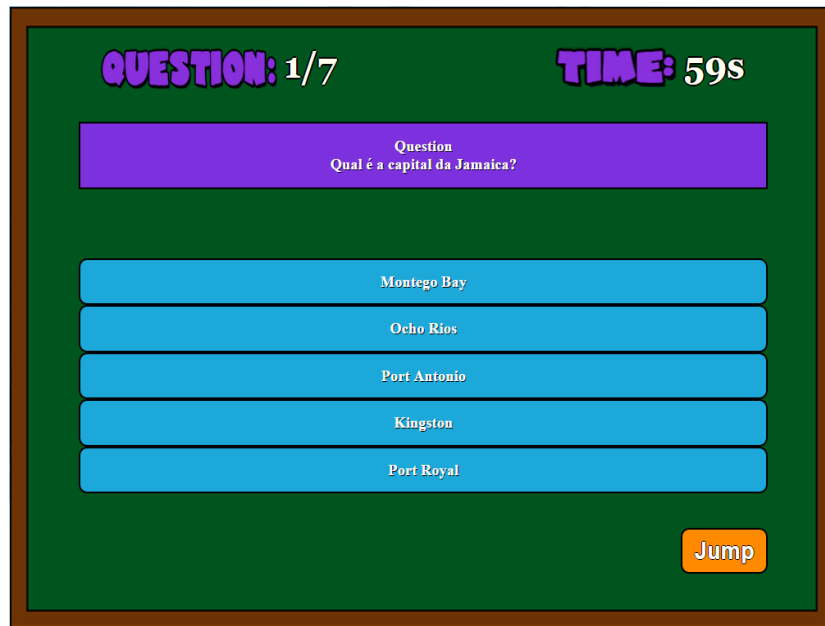 QUESTION: 1/7
TIME: 59s
Question
Qual é a capital da Jamaica?
Montego Bay
Ocho Rios
Port Antonio
Kingston
Port Royal
Jump